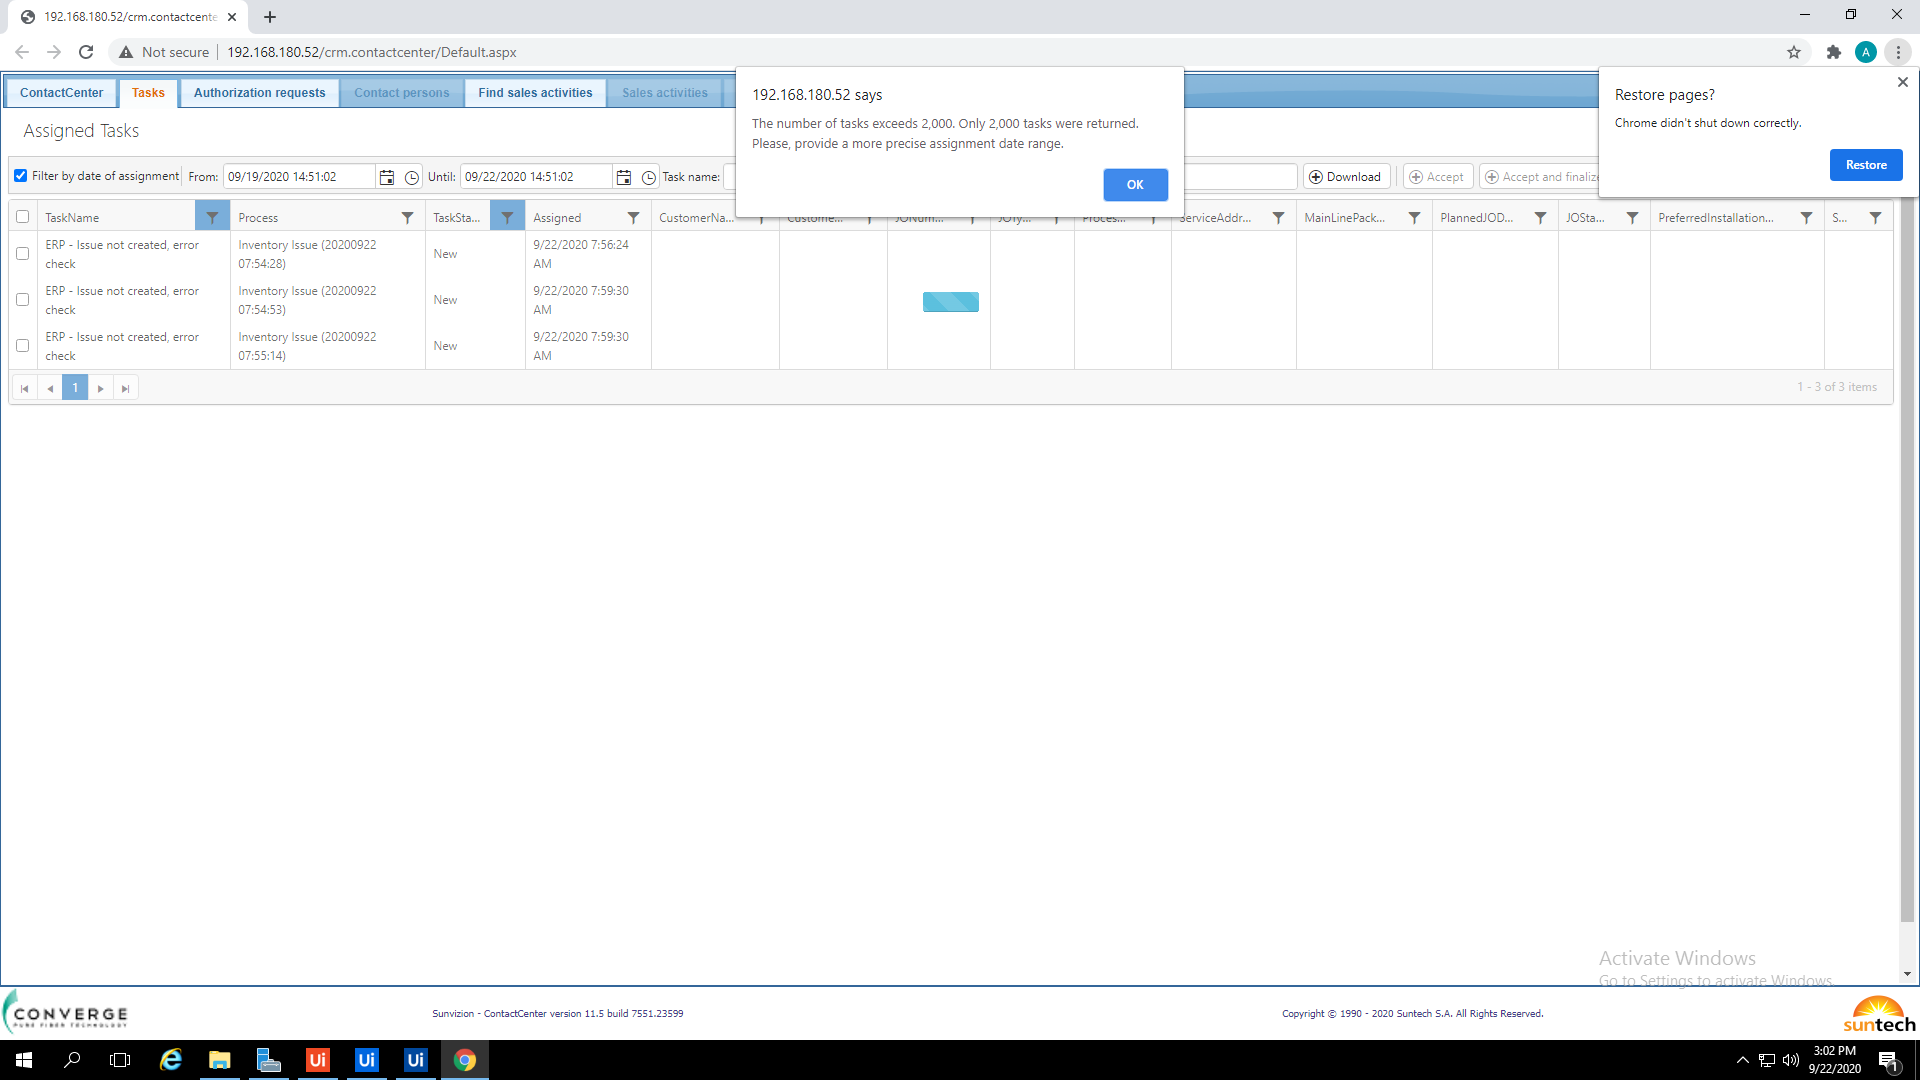 192.168.180.52/crm.contactcente
Not secure
192.168.180.52/crm.contactcenter/Default.aspx
A
ContactCenter
Tasks
Authorization requests
Contact persons
Find sales activities
Sales activities
192.168.180.52 says
The number of tasks exceeds 2,000. Only 2,000 tasks were returned.
Please, provide a more precise assignment date range.
OK
Restore pages?
Chrome didn't shut down correctly.
Restore
Assigned Tasks
Filter by date of assignment
From:
09/19/2020 14:51:02
Until:
09/22/2020 14:51:02
Task name:
Download
Accept
Accept and finalize
TaskName
Process
TaskSta...
Assigned
CustomerNa...
Custome...
JONum...
JOTy...
Proces...
ServiceAddr...
MainLinePack...
PlannedJOD...
JOSta...
PreferredInstallation...
S...
ERP - Issue not created, error
check
Inventory Issue (20200922
07:54:28)
New
9/22/2020 7:56:24
AM
ERP - Issue not created, error
check
Inventory Issue (20200922
07:54:53)
New
9/22/2020 7:59:30
AM
ERP - Issue not created, error
check
Inventory Issue (20200922
07:55:14)
New
9/22/2020 7:59:30
AM
1
1 - 3 of 3 items
Activate Windows
Go to Settings to activate Windows.
CONVERGE
PURE FIBER TECHNOLOGY
Sunvizion - ContactCenter version 11.5 build 7551.23599
Copyright © 1990 - 2020 Suntech S.A. All Rights Reserved.
suntech
Ui
Ui
Ui
3:02 PM
9/22/2020
1